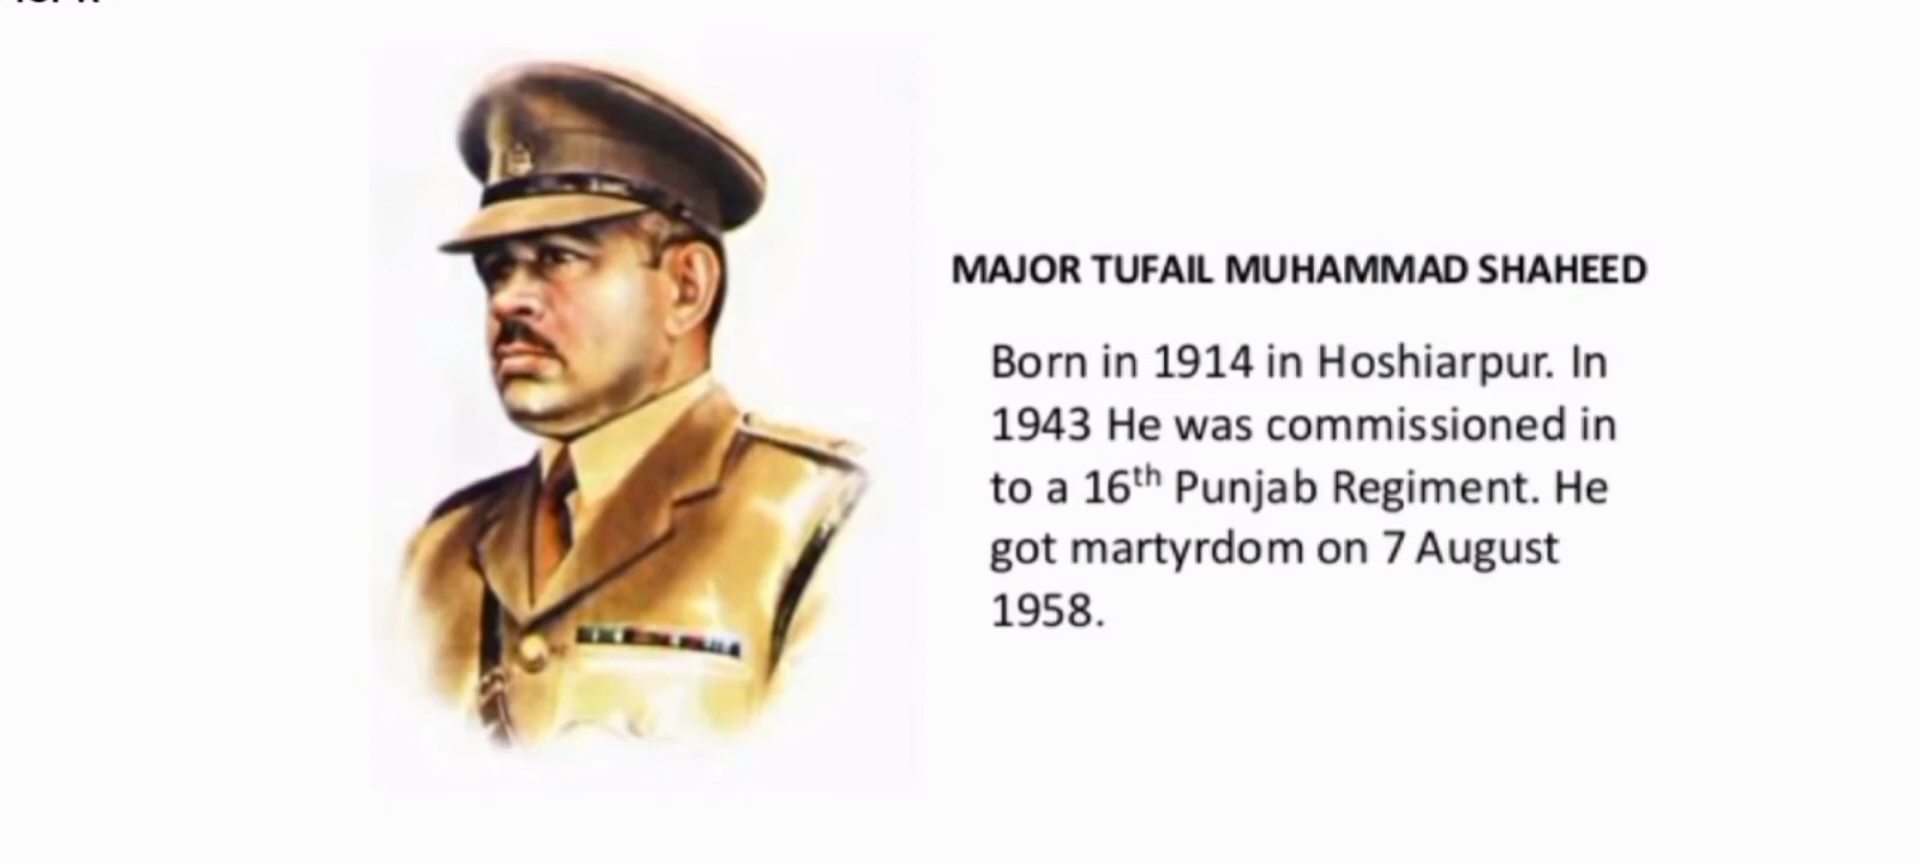 MAJOR TUFAIL MUHAMMAD SHAHEED
Born in 1914 in Hoshiarpur. In
1943 He was commissioned in
to a 16th Punjab Regiment. He
got martyrdom on 7 August
1958.